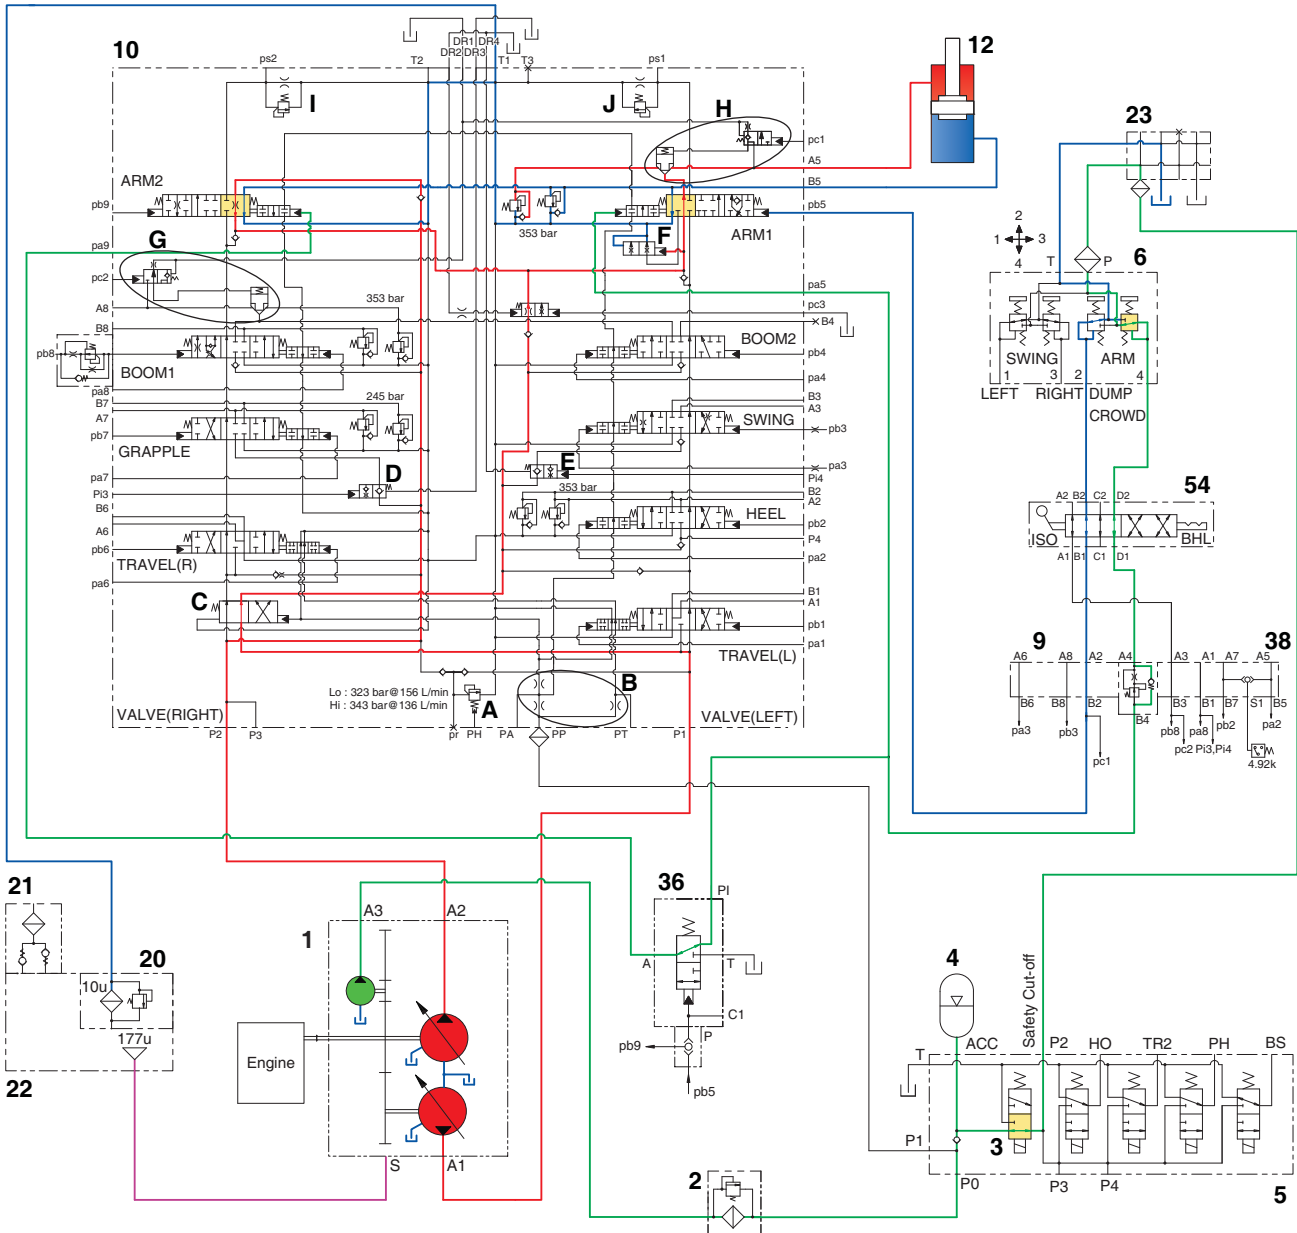 10
ps2
T2
DR1
DR2
DR3
DR4
T1
T3
ps1
12
23
I
J
H
pc1
A5
B5
pb5
ARM2
pb9
pa9
353 bar
F
ARM1
G
pc2
A8
B8
353 bar
pb8
BOOM1
pa8
B7
A7
245 bar
pb7
GRAPPLE
pa7
Pi3
B6
D
A6
pb6
TRAVEL(R)
pa6
C
pa5
pc3
B4
BOOM2
pb4
pa4
B3
A3
SWING
pb3
pa3
Pi4
E
353 bar
B2
A2
HEEL
pb2
P4
pa2
B1
A1
pb1
pa1
TRAVEL(L)
Lo : 323 bar@156 L/min
Hi : 343 bar@136 L/min
A
B
VALVE(RIGHT)
VALVE(LEFT)
P2
P3
pr
PH
PA
PP
PT
P1
2
1
3
4
T
P
6
SWING
ARM
1
3
2
4
LEFT
RIGHT
DUMP
CROWD
54
A2
B2
C2
D2
ISO
BHL
A1
B1
C1
D1
9
38
A6
A8
A2
A4
A3
A1
A7
A5
B6
B8
B2
B4
B3
B1
B7
S1
B5
pa3
pb3
pc1
pb8
pc2
pa8
Pi3,Pi4
pb2
pa2
4.92k
21
20
10u
177u
22
1
A3
A2
Engine
S
A1
36
PI
A
T
C1
P
pb9
pb5
4
ACC
Safety Cut-off
P2
HO
TR2
PH
BS
T
P1
3
P0
P3
P4
5
2